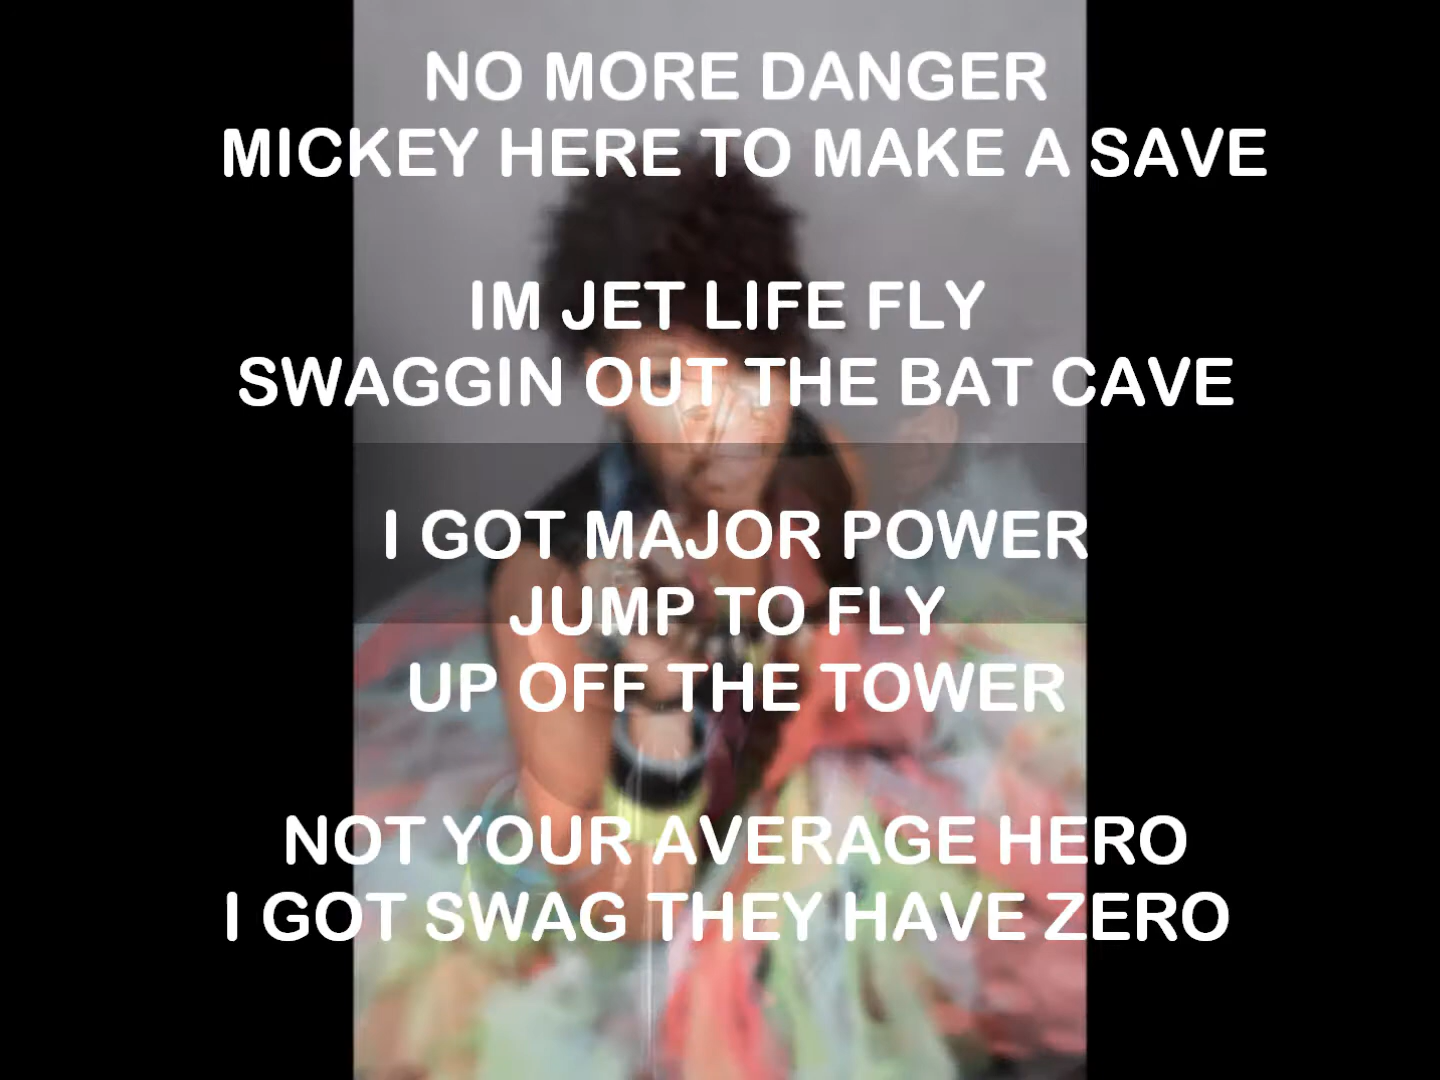 NO MORE DANGER
MICKEY HERE TO MAKE A SAVE
IM JET LIFE FLY
SWAGGIN OUT THE BAT CAVE
I GOT MAJOR POWER
JUMP TO FLY
UP OFF THE TOWER
NOT YOUR AVERAGE HERO
I GOT SWAG THEY HAVE ZERO